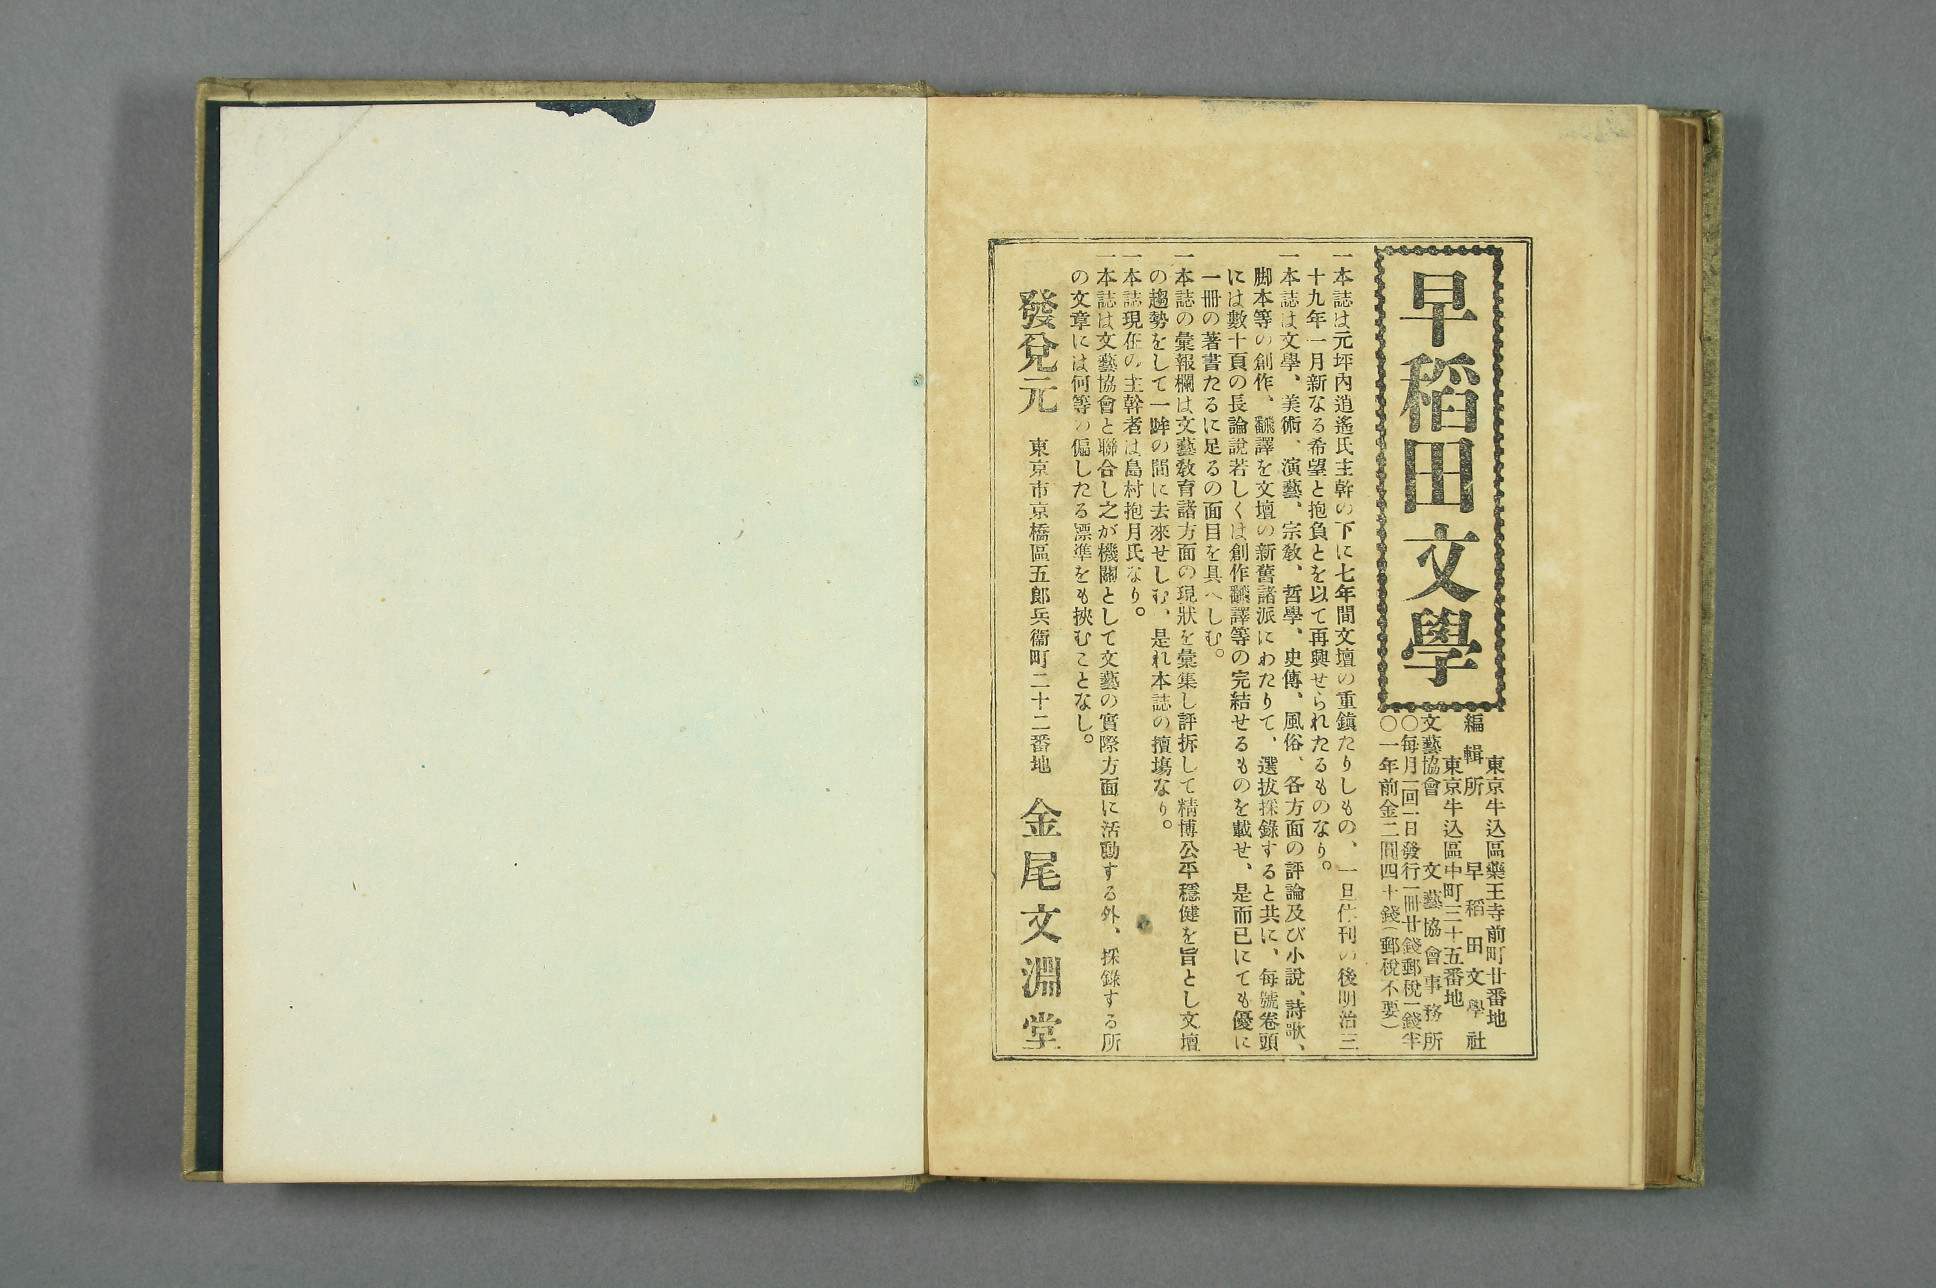 早稻田文學
東京牛込區藥王寺前町廿番地
編輯所 早稻田文學社
東京牛込區中町三十五番地
文藝協會 文藝協會事務所
〇每月一回一日發行一冊廿錢郵稅一錢半
〇一年前金二圓四十錢(郵稅不要)
一本誌は元坪內逍遙氏主幹の下に七年間文壇の重鎭たりしもの、一旦休刊の後明治三
十九年一月新なる希望と抱負とを以て再興せられたるものなり。
一本誌は文學、美術、演藝、宗敎、哲學、史傳、風俗、各方面の評論及び小說、詩歌、
脚本等の創作、飜譯を文壇の新舊諸派にわたりて、選拔採錄すると共に、每號卷頭
には數十頁の長論說若しくは創作飜譯等の完結せるものを載せ、是而已にても優に
一冊の著書たるに足るの面目を具へしむ。
一本誌の彙報欄は文藝敎育諸方面の現狀を彙集し評拆して精博公平穩健を旨とし文壇
の趨勢をして一眸の間に去來せしむ、是れ本誌の擅塲なり。
一本誌現在の主幹者は島村抱月氏なり。
一本誌は文藝協會と聯合し之が機關として文藝の實際方面に活動する外、採錄する所
の文章には何等の偏したる漂準をも挾むことなし。
發兌元 東京市京橋區五郎兵衞町二十二番地 金尾文淵堂